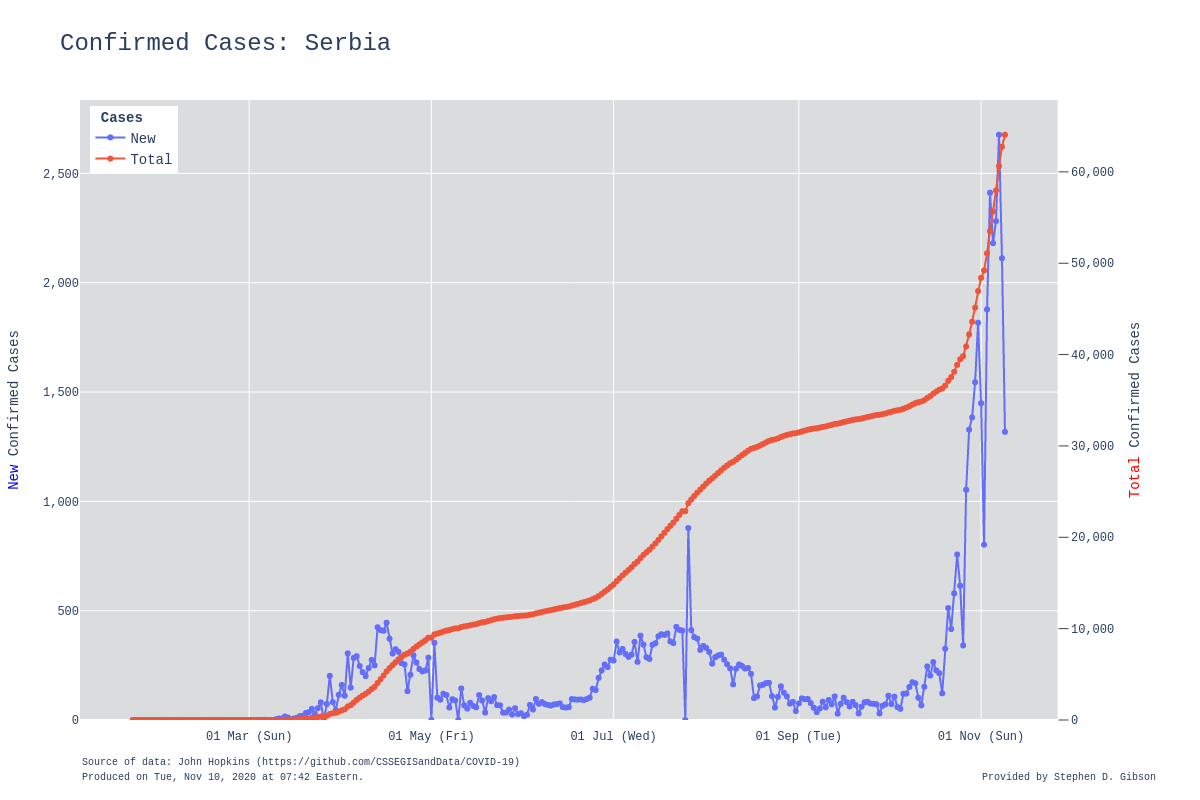 Confirmed Cases: Serbia
Cases
New
Total
2,500
2,000
1,500
1,000
500
0
New Confirmed Cases
60,000
50,000
40,000
30,000
20,000
10,000
0
Total Confirmed Cases
01 Mar (Sun) 01 May (Fri) 01 Jul (Wed) 01 Sep (Tue) 01 Nov (Sun)
Source of data: John Hopkins (https://github.com/CSSEGISandData/COVID-19)
Produced on Tue, Nov 10, 2020 at 07:42 Eastern.
Provided by Stephen D. Gibson